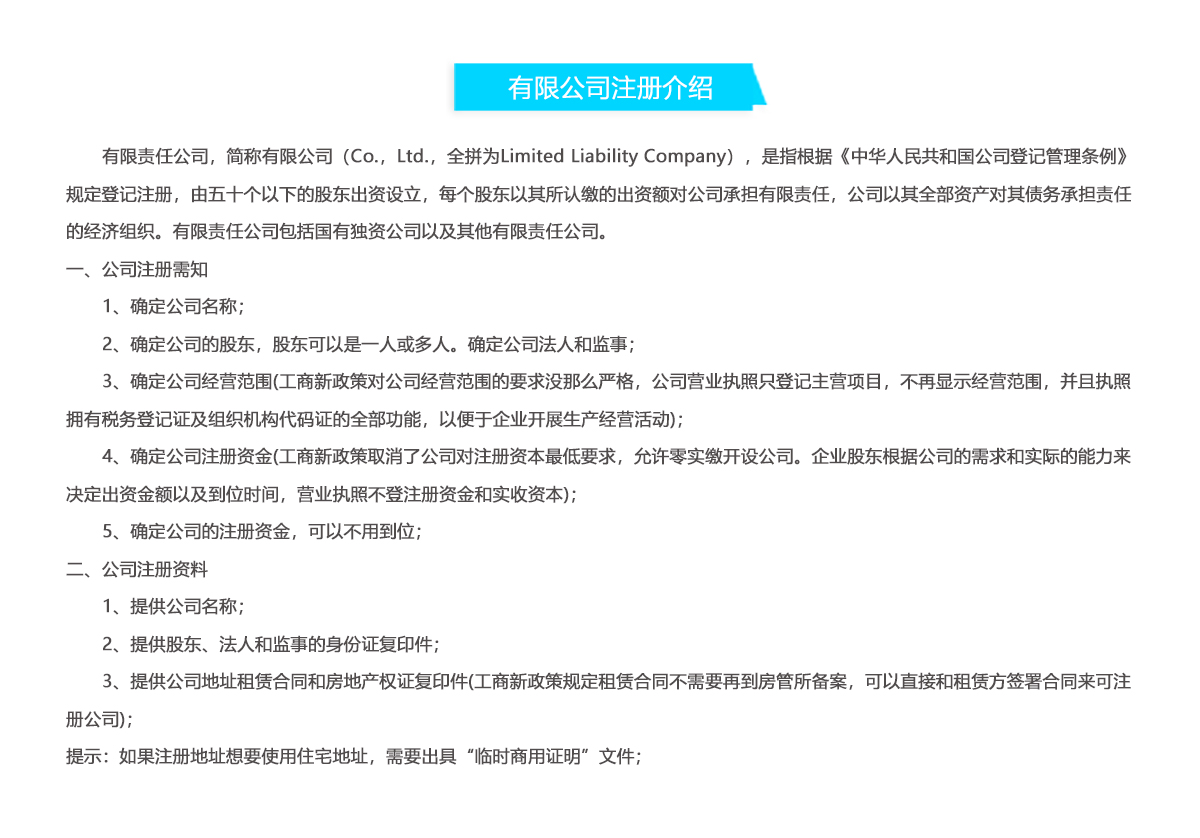 有限公司注册介绍
有限责任公司，简称有限公司（Co.，Ltd.，全拼为Limited Liability Company），是指根据《中华人民共和国公司登记管理条例》
规定登记注册，由五十个以下的股东出资设立，每个股东以其所认缴的出资额对公司承担有限责任，公司以其全部资产对其债务承担责任
的经济组织。有限责任公司包括国有独资公司以及其他有限责任公司。
一、公司注册需知
1、确定公司名称；
2、确定公司的股东，股东可以是一人或多人。确定公司法人和监事；
3、确定公司经营范围(工商新政策对公司经营范围的要求没那么严格，公司营业执照只登记主营项目，不再显示经营范围，并且执照
拥有税务登记证及组织机构代码证的全部功能，以便于企业开展生产经营活动)；
4、确定公司注册资金(工商新政策取消了公司对注册资本最低要求，允许零实缴开设公司。企业股东根据公司的需求和实际的能力来
决定出资金额以及到位时间，营业执照不登注册资金和实收资本)；
5、确定公司的注册资金，可以不用到位；
二、公司注册资料
1、提供公司名称；
2、提供股东、法人和监事的身份证复印件；
3、提供公司地址租赁合同和房地产权证复印件(工商新政策规定租赁合同不需要再到房管所备案，可以直接和租赁方签署合同来可注
册公司)；
提示：如果注册地址想要使用住宅地址，需要出具“临时商用证明”文件；